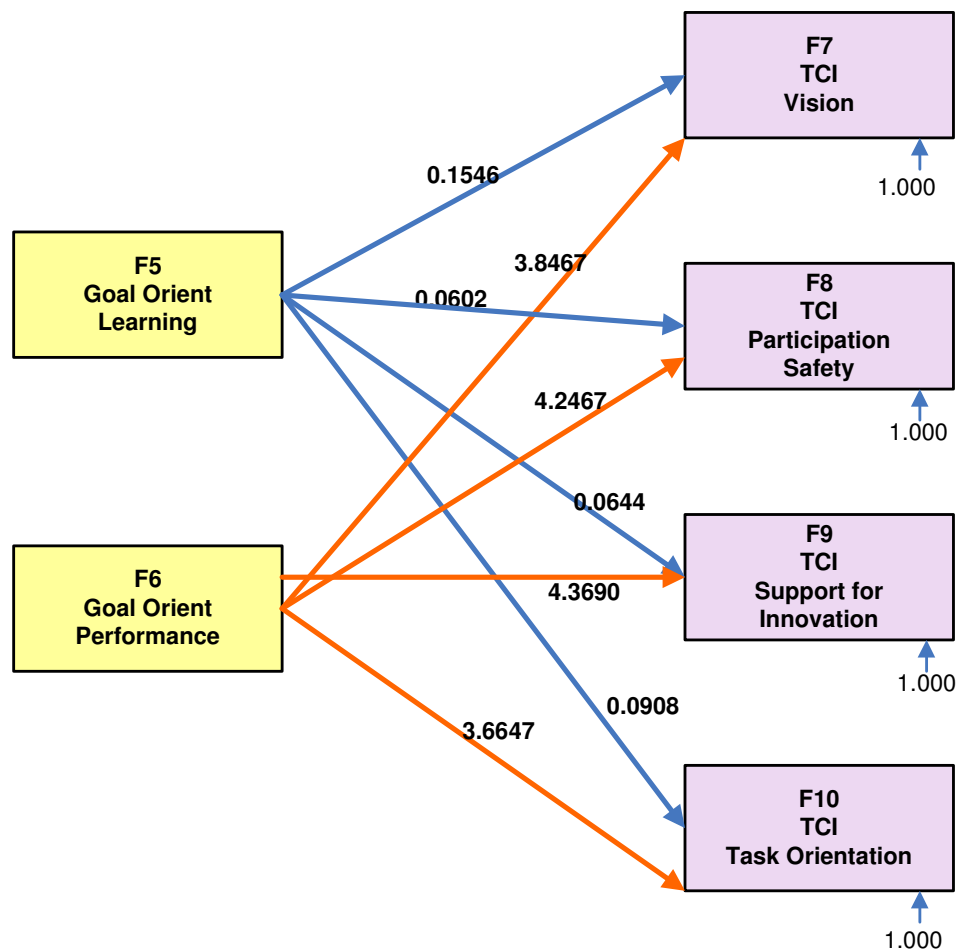 F7
TCI
Vision
1.000
0.1546
F5
Goal Orient
Learning
3.8467
0.0602
F8
TCI
Participation
Safety
1.000
4.2467
0.0644
F9
TCI
Support for
Innovation
1.000
F6
Goal Orient
Performance
4.3690
0.0908
3.6647
F10
TCI
Task Orientation
1.000